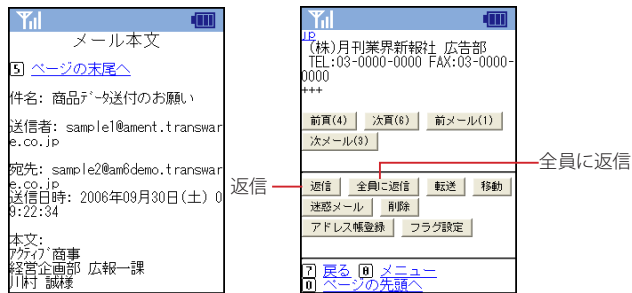 メール本文
5 ページの末尾へ
件名: 商品ﾃﾞｰﾀ送付のお願い
送信者: sample1@ament.transwar
e.co.jp
宛先: sample2@am6demo.transwar
e.co.jp
送信日時: 2006年09月30日(土) 0
9:22:34
本文:
ｱｸﾃｨﾌﾞ商事
経営企画部 広報一課
川村 誠様
jp
(株)月刊業界新報社 広告部
TEL:03-0000-0000 FAX:03-0000-
0000
+++
前頁(4) 次頁(6) 前メール(1)
次メール(3)
返信 全員に返信 転送 移動
迷惑メール 削除
アドレス帳登録 フラグ設定
7 戻る 8 メニュー
0 ページの先頭へ
返信
全員に返信